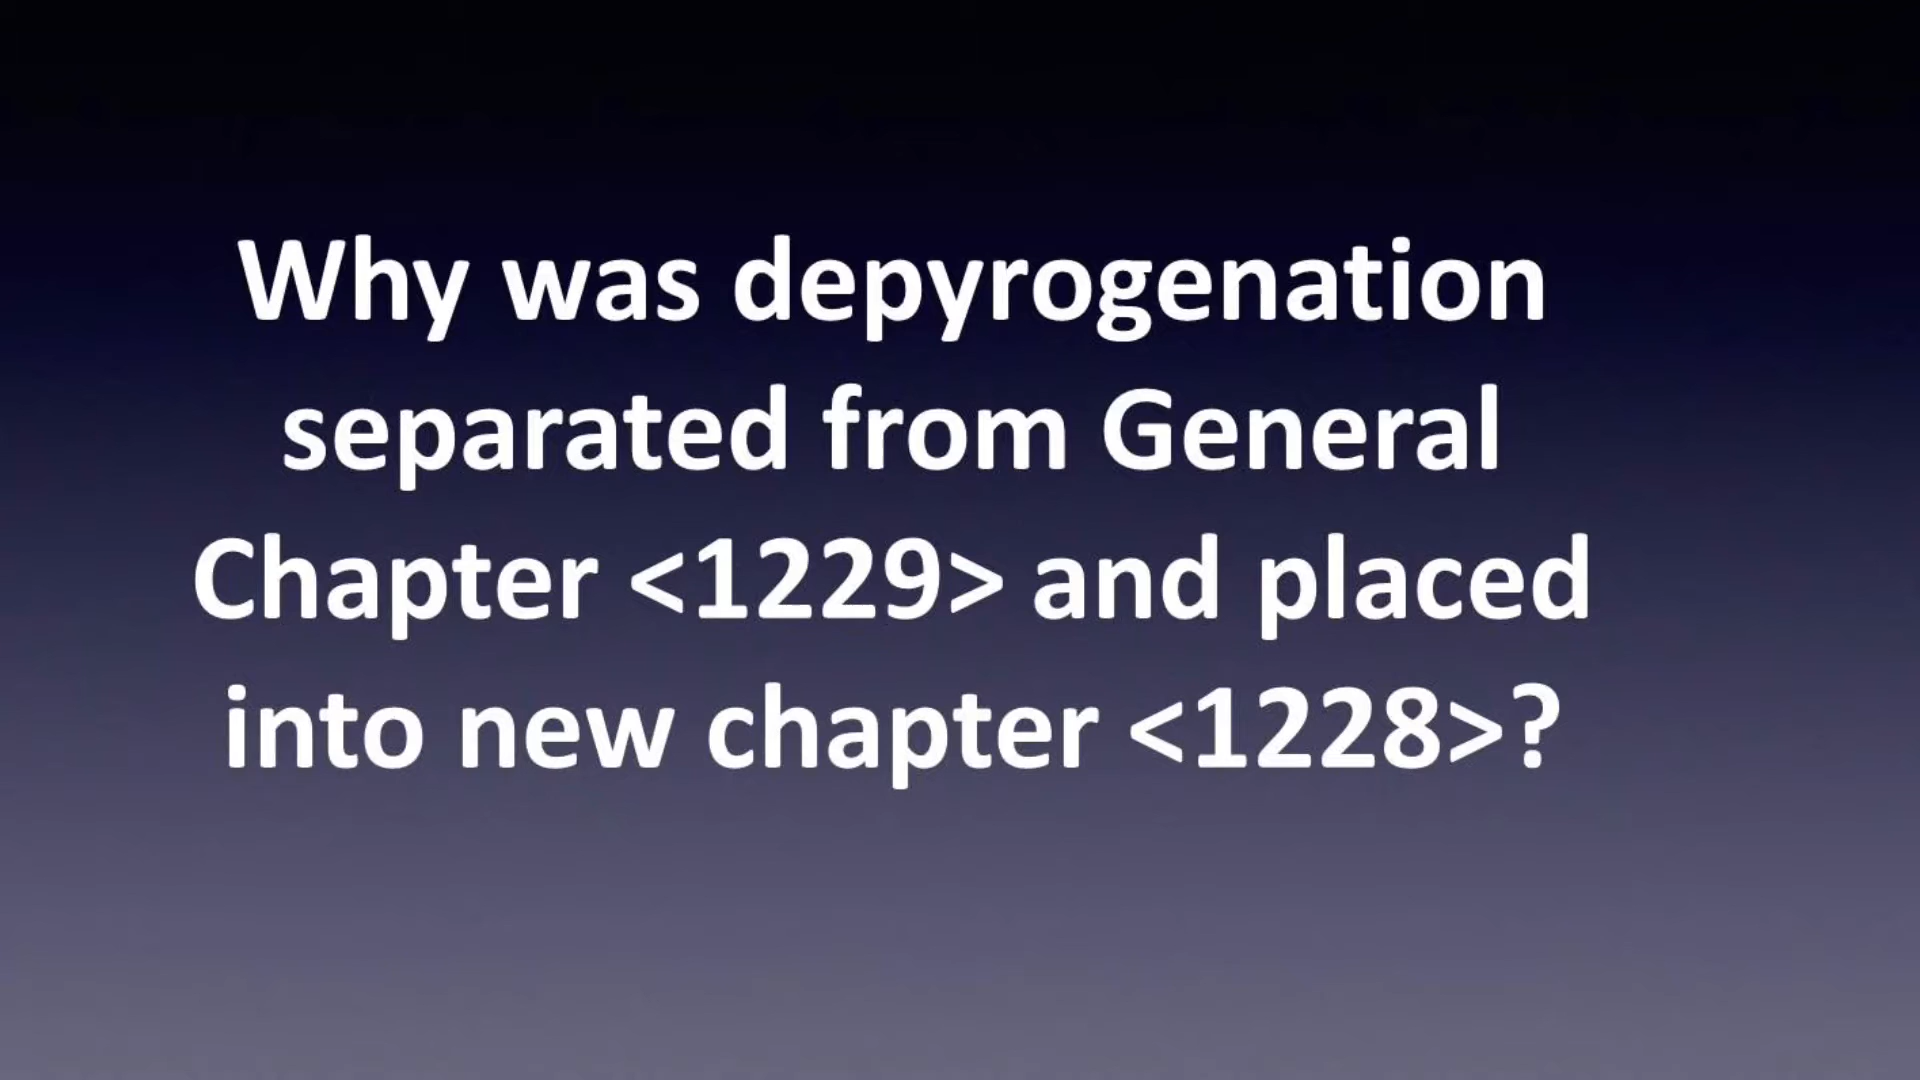 Why was depyrogenation
separated from General
Chapter <1229> and placed
into new chapter <1228>?